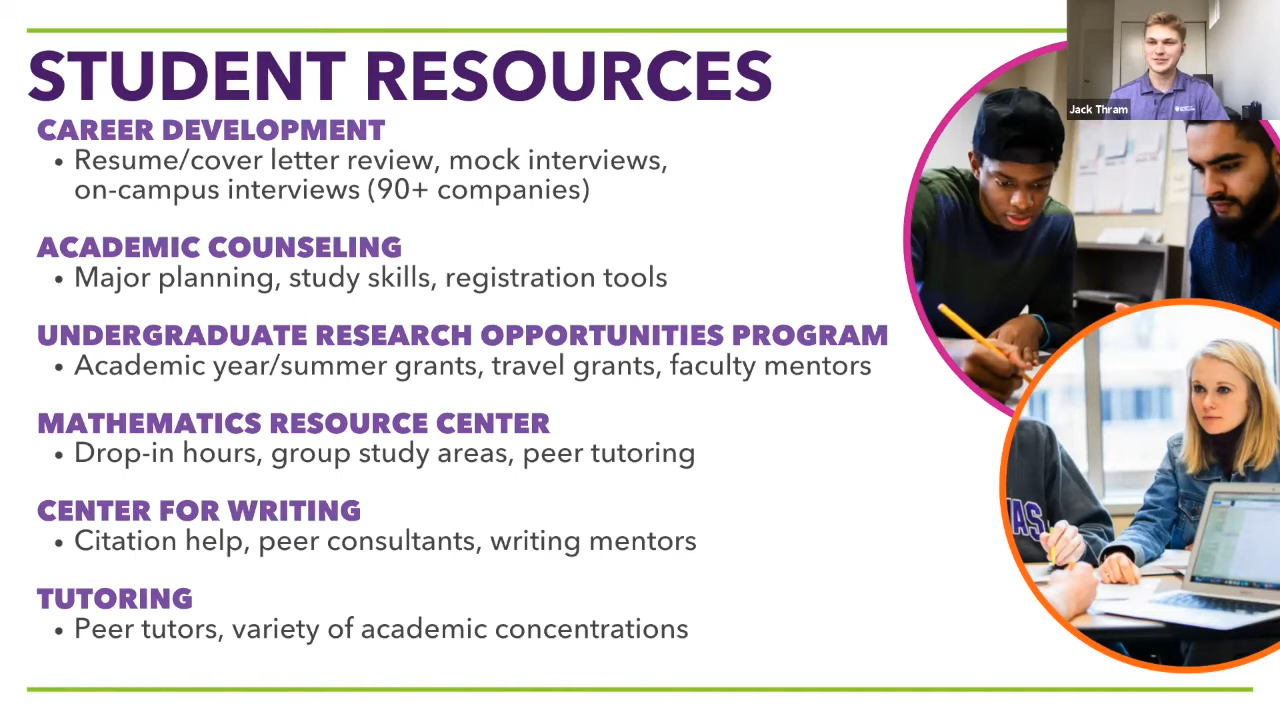 STUDENT RESOURCES
Jack Thram
CAREER DEVELOPMENT
• Resume/cover letter review, mock interviews,
on-campus interviews (90+ companies)
ACADEMIC COUNSELING
• Major planning, study skills, registration tools
UNDERGRADUATE RESEARCH OPPORTUNITIES PROGRAM
• Academic year/summer grants, travel grants, faculty mentors
MATHEMATICS RESOURCE CENTER
• Drop-in hours, group study areas, peer tutoring
CENTER FOR WRITING
• Citation help, peer consultants, writing mentors
AS
TUTORING
• Peer tutors, variety of academic concentrations